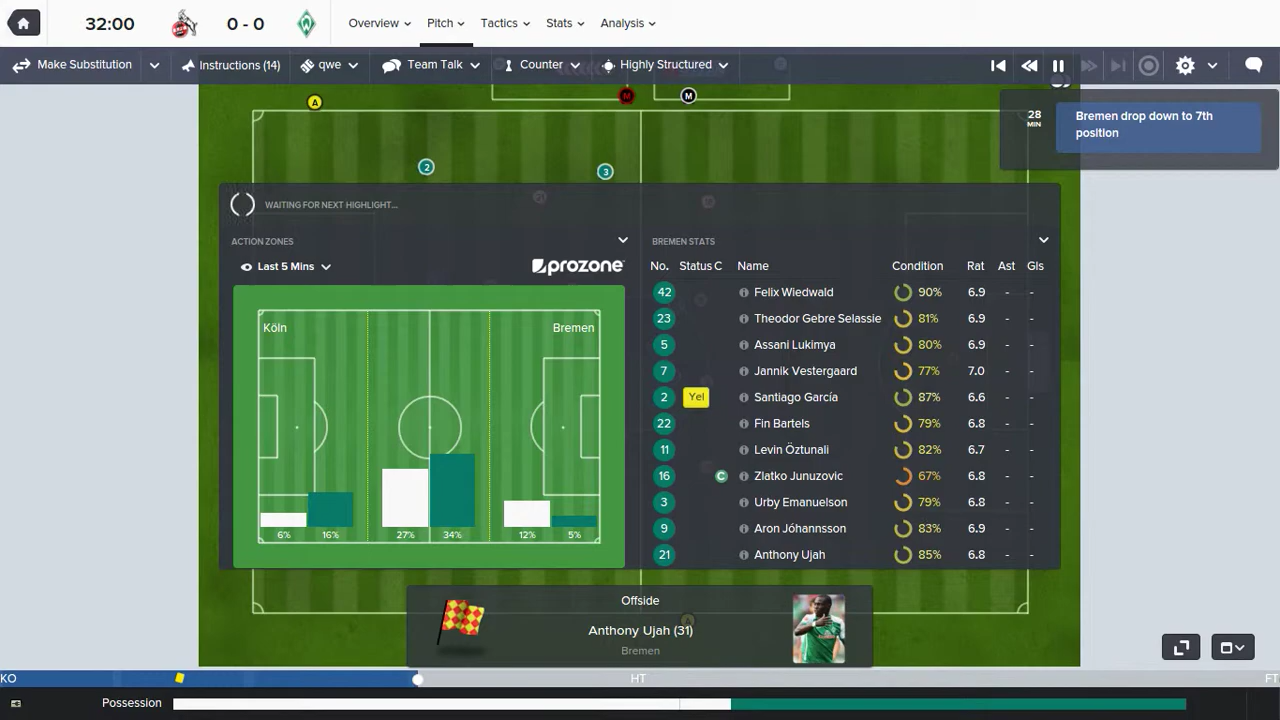 32:00
0 - 0
Overview
Pitch
Tactics
Stats
Analysis
Make Substitution
Instructions (14)
qwe
Team Talk
Counter
Highly Structured
A
M
M
2
3
28
MIN
Bremen drop down to 7th
position
WAITING FOR NEXT HIGHLIGHT...
ACTION ZONES
Last 5 Mins
prozone
Köln
Bremen
6%
16%
27%
34%
12%
5%
BREMEN STATS
No. Status C Name Condition Rat Ast Gls
42 Felix Wiedwald 90% 6.9 - -
23 Theodor Gebre Selassie 81% 6.9 - -
5 Assani Lukimya 80% 6.9 - -
7 Jannik Vestergaard 77% 7.0 - -
2 Yel Santiago García 87% 6.6 - -
22 Fin Bartels 79% 6.8 - -
11 Levin Öztunali 82% 6.7 - -
16 C Zlatko Junuzovic 67% 6.8 - -
3 Urby Emanuelson 79% 6.8 - -
9 Aron Jóhannsson 83% 6.9 - -
21 Anthony Ujah 85% 6.8 - -
Offside
Anthony Ujah (31)
Bremen
KO
HT
FT
Possession